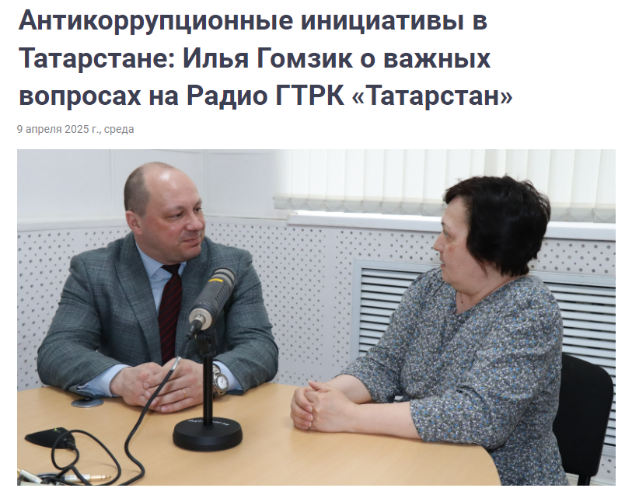 Антикоррупционные инициативы в
Татарстане: Илья Гомзик о важных
вопросах на Радио ГТРК «Татарстан»
9 апреля 2025 г., среда